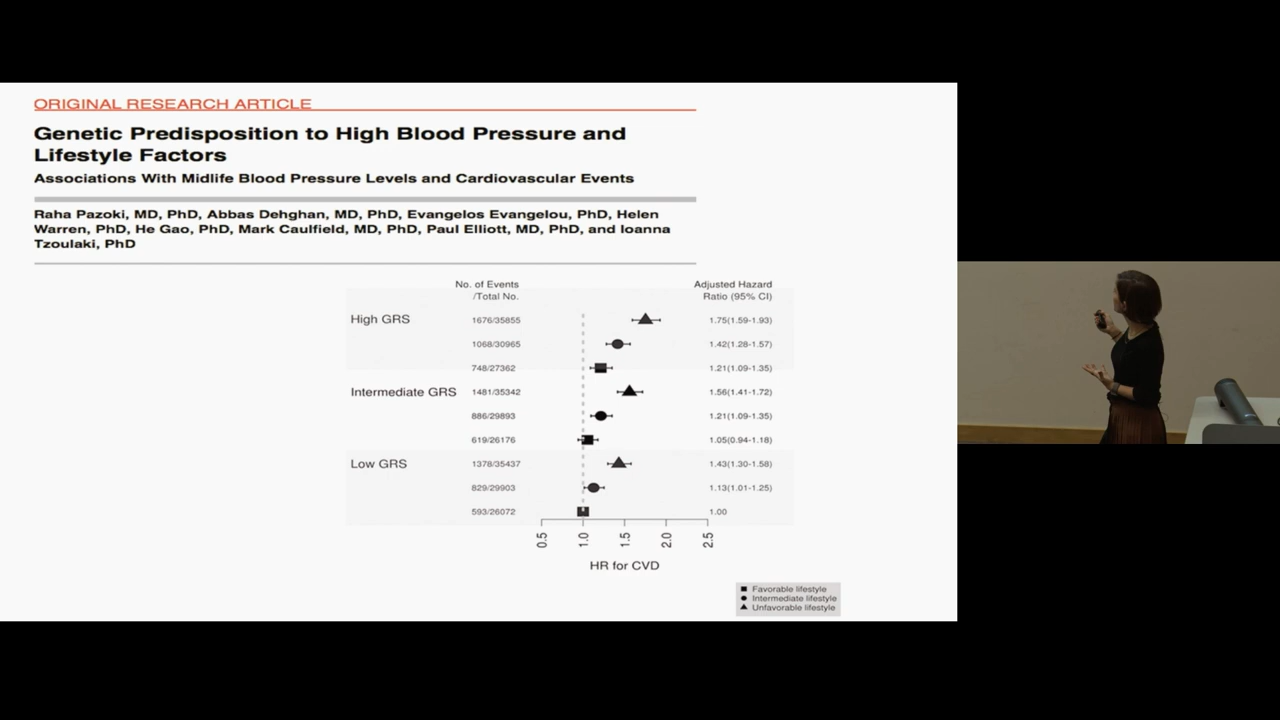 ORIGINAL RESEARCH ARTICLE
Genetic Predisposition to High Blood Pressure and
Lifestyle Factors
Associations With Midlife Blood Pressure Levels and Cardiovascular Events
Raha Pazoki, MD, PhD, Abbas Dehghan, MD, PhD, Evangelos Evangelou, PhD, Helen
Warren, PhD, He Gao, PhD, Mark Caulfield, MD, PhD, Paul Elliott, MD, PhD, and Ioanna
Tzoulaki, PhD
No. of Events Adjusted Hazard
/Total No. Ratio (95% CI)
High GRS 1676/35855 1.75(1.59-1.93)
1068/30965 1.42(1.28-1.57)
748/27362 1.21(1.09-1.35)
Intermediate GRS 1481/35342 1.56(1.41-1.72)
886/29893 1.21(1.09-1.35)
619/26176 1.05(0.94-1.18)
Low GRS 1378/35437 1.43(1.30-1.58)
829/29903 1.13(1.01-1.25)
593/26072 1.00
0.5 1.0 1.5 2.0 2.5
HR for CVD
Favorable lifestyle
Intermediate lifestyle
Unfavorable lifestyle